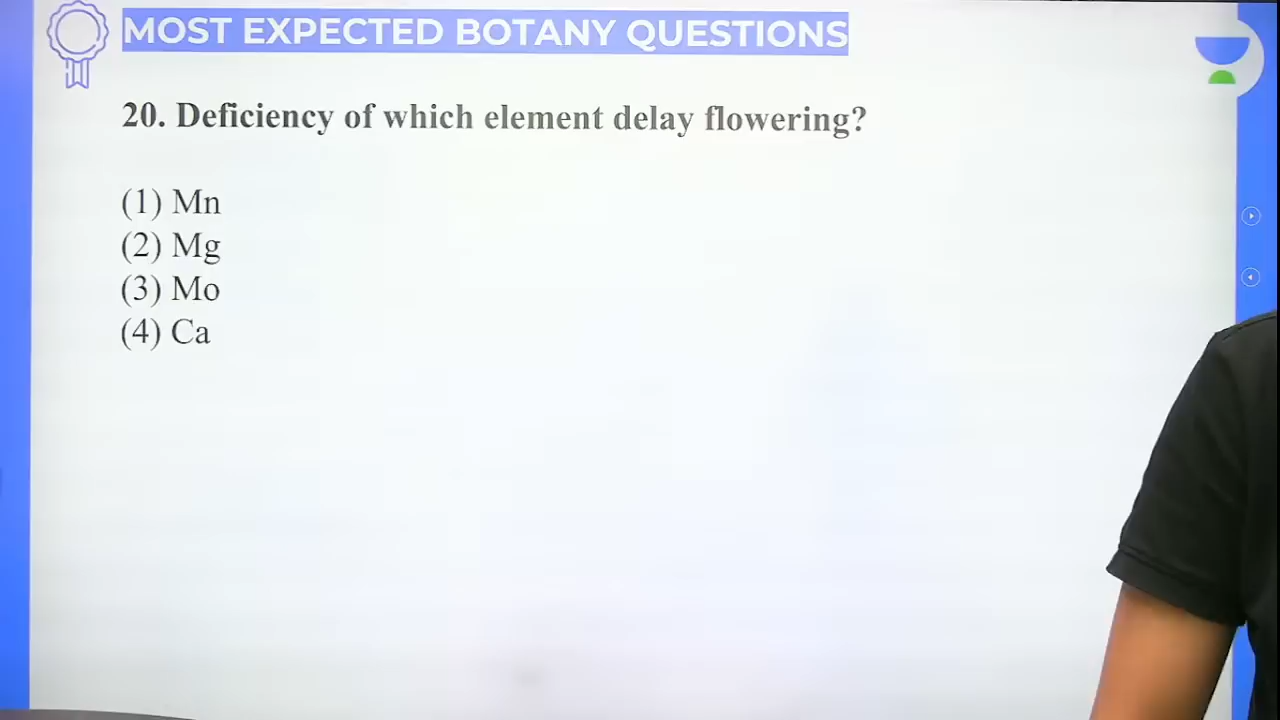 MOST EXPECTED BOTANY QUESTIONS
20. Deficiency of which element delay flowering?
(1) Mn
(2) Mg
(3) Mo
(4) Ca